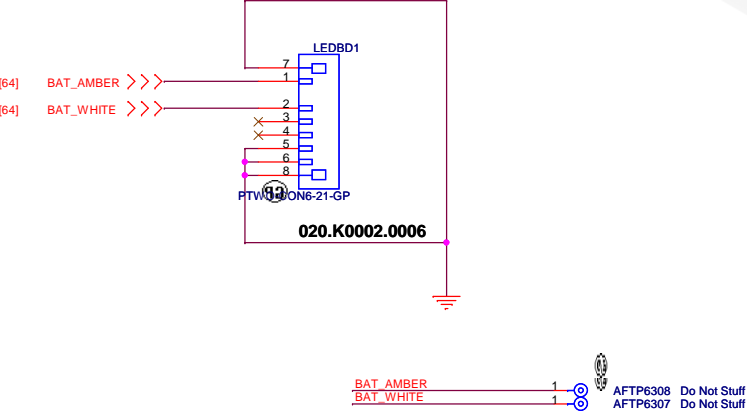 LEDBD1
7
[64] BAT_AMBER 1
[64] BAT_WHITE 2
3
4
5
6
8
020.K0002.0006
BAT_AMBER 1 AFTP6308 Do Not Stuff
BAT_WHITE 1 AFTP6307 Do Not Stuff